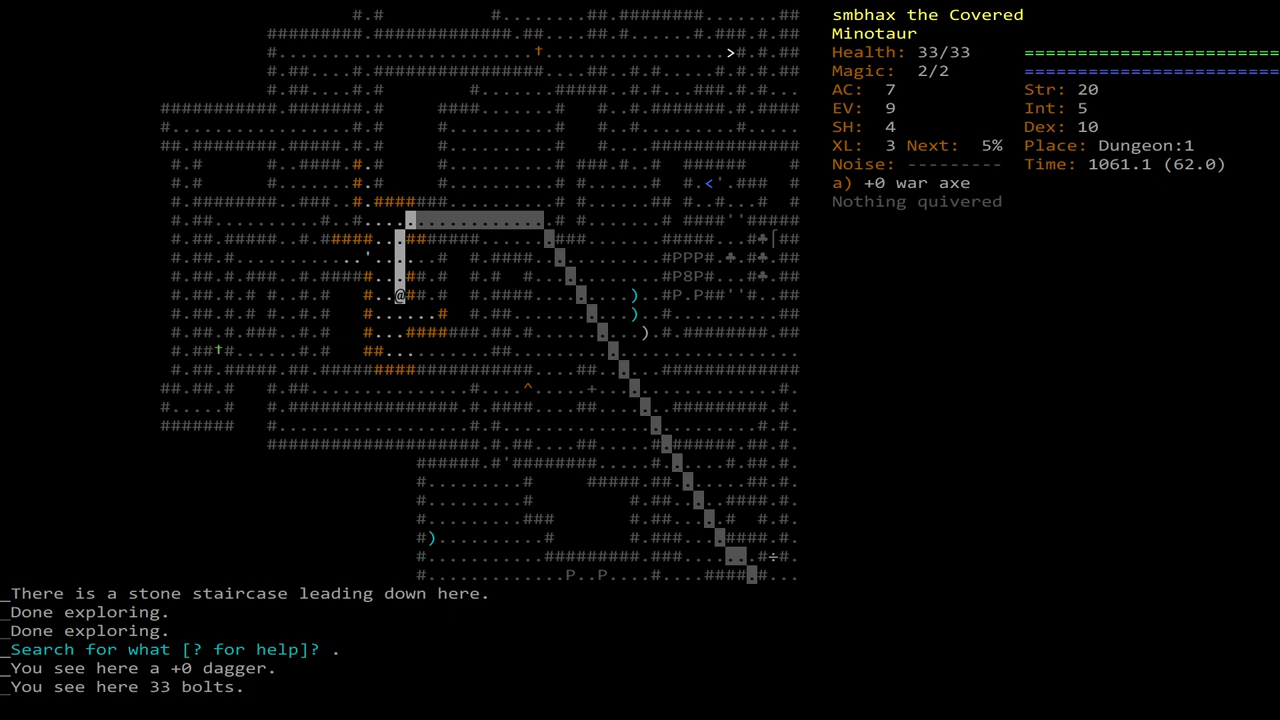 smbhax the Covered
Minotaur
Health: 33/33
Magic: 2/2
AC: 7
Str: 20
EV: 9
Int: 5
SH: 4
Dex: 10
XL: 3 Next: 5%
Place: Dungeon:1
Noise: ---------
Time: 1061.1 (62.0)
a) +0 war axe
Nothing quivered
_There is a stone staircase leading down here.
_Done exploring.
_Done exploring.
_Search for what [? for help]? .
_You see here a +0 dagger.
_You see here 33 bolts.